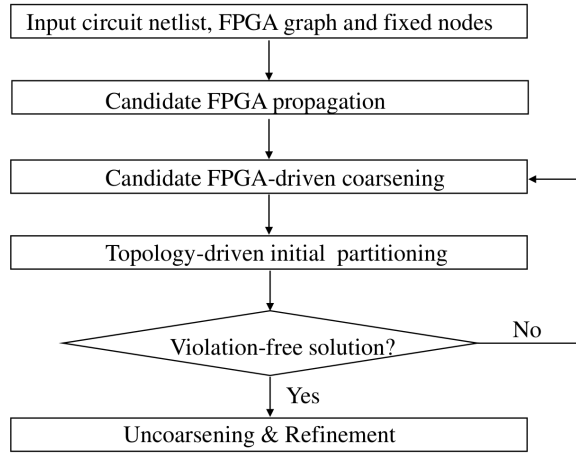 Input circuit netlist, FPGA graph and fixed nodes
Candidate FPGA propagation
Candidate FPGA-driven coarsening
Topology-driven initial partitioning
Violation-free solution?
No
Yes
Uncoarsening & Refinement